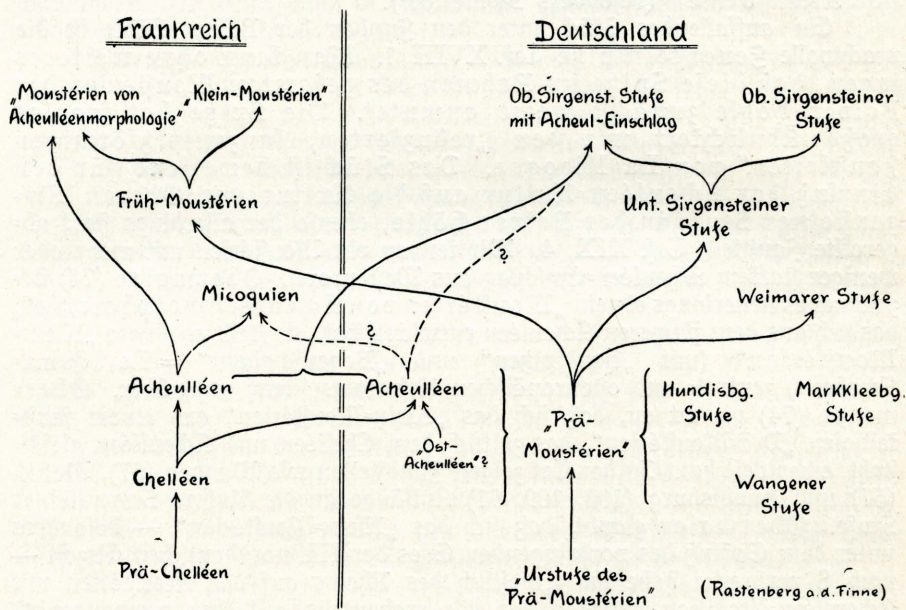 Frankreich
Deutschland
„Moustérien von
Acheulléenmorphologie"
„Klein-Moustérien"
Ob. Sirgenst. Stufe
mit Acheul-Einschlag
Ob. Sirgensteiner
Stufe
Früh-Moustérien
Unt. Sirgensteiner
Stufe
?
Micoquien
Weimarer Stufe
?
Acheulléen
Acheulléen
Hundisbg.
Stufe
Markkleebg.
Stufe
„Prä-
Moustérien"
„Ost-
Acheulléen"?
Chelléen
Wangener
Stufe
Prä-Chelléen
„Urstufe des
Prä-Moustérien"
(Rastenberg a.d. Finne)